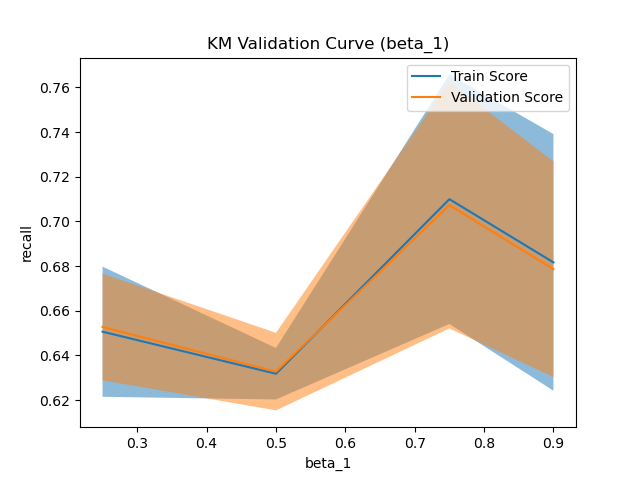 KM Validation Curve (beta_1)
Train Score
Validation Score
recall
0.76
0.74
0.72
0.70
0.68
0.66
0.64
0.62
0.3 0.4 0.5 0.6 0.7 0.8 0.9
beta_1